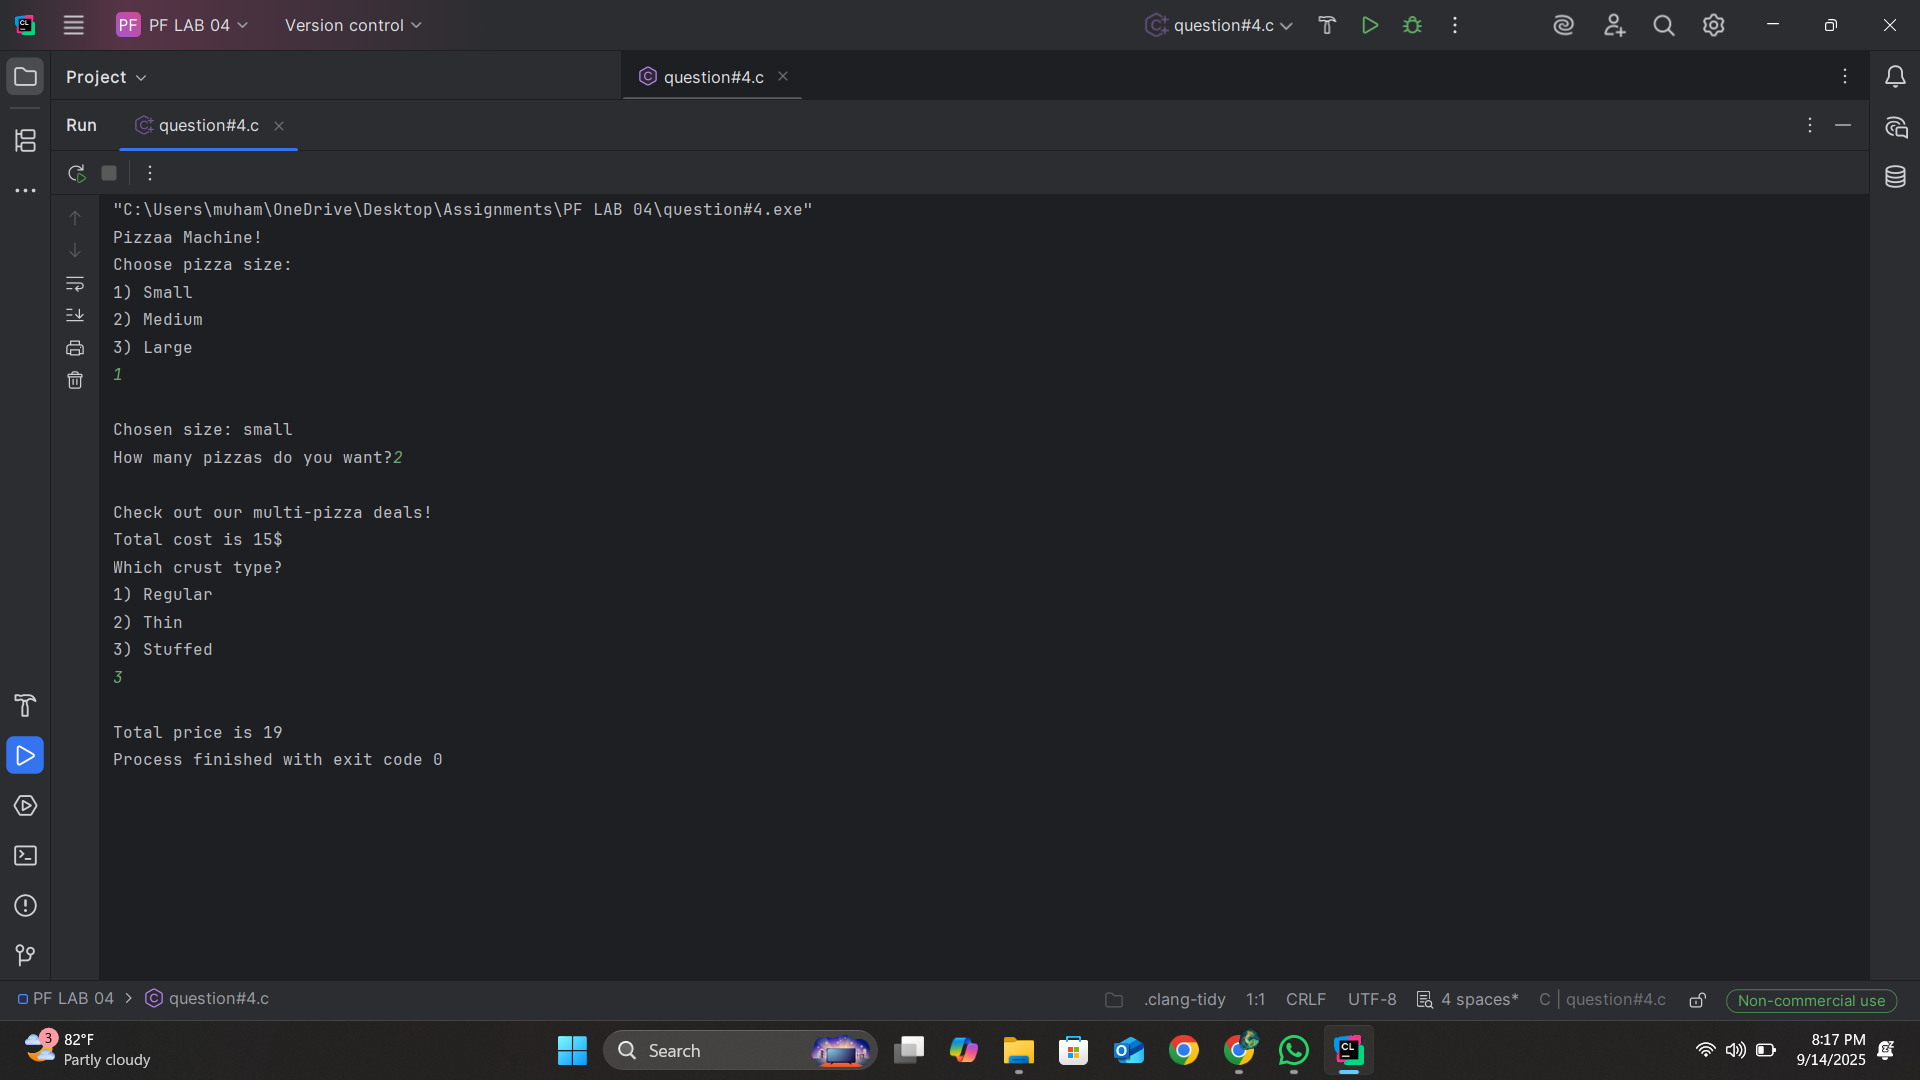 CL
PF PF LAB 04
Version control
question#4.c
Project
question#4.c
Run
question#4.c
"C:\Users\muham\OneDrive\Desktop\Assignments\PF LAB 04\question#4.exe"
Pizzaa Machine!
Choose pizza size:
1) Small
2) Medium
3) Large
1
Chosen size: small
How many pizzas do you want?2
Check out our multi-pizza deals!
Total cost is 15$
Which crust type?
1) Regular
2) Thin
3) Stuffed
3
Total price is 19
Process finished with exit code 0
PF LAB 04 > question#4.c
.clang-tidy 1:1 CRLF UTF-8 4 spaces* C | question#4.c Non-commercial use
3
82°F
Partly cloudy
Search
CL
8:17 PM
9/14/2025